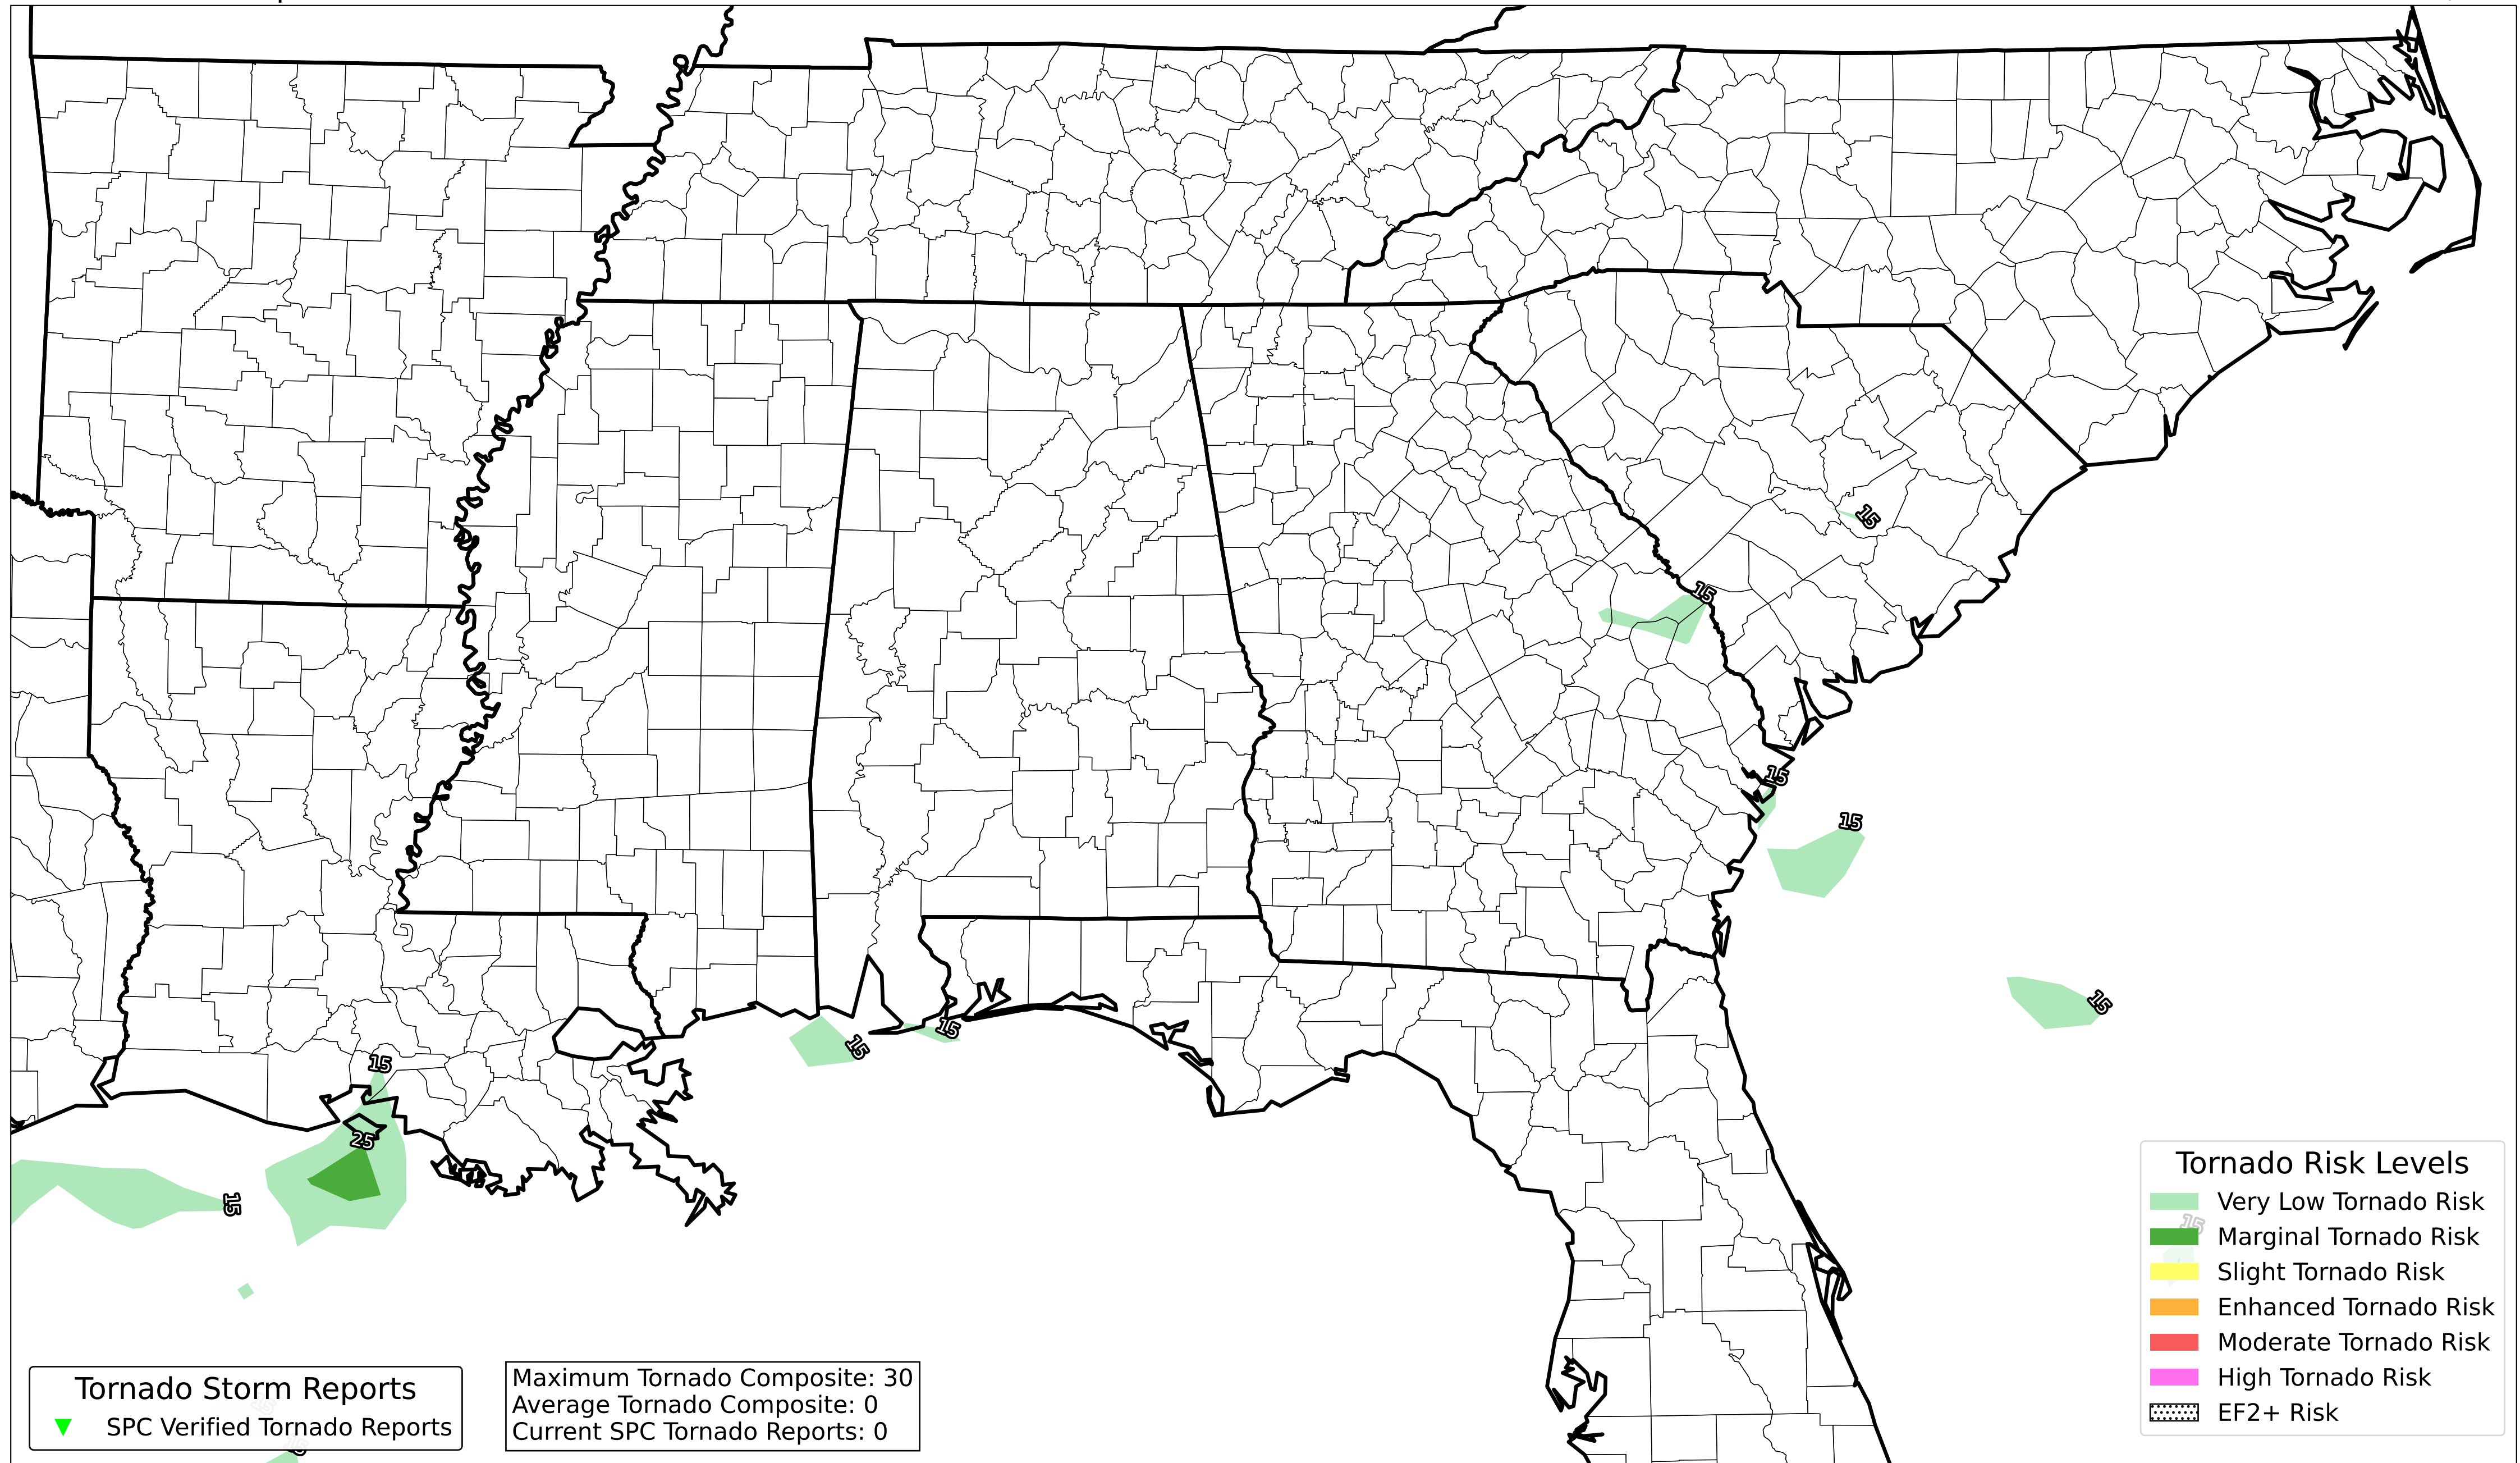 15
15
15
15
15
15
15
15
25
15
15
Tornado Risk Levels
Very Low Tornado Risk
Marginal Tornado Risk
Slight Tornado Risk
Enhanced Tornado Risk
Moderate Tornado Risk
High Tornado Risk
EF2+ Risk
Tornado Storm Reports
SPC Verified Tornado Reports
Maximum Tornado Composite: 30
Average Tornado Composite: 0
Current SPC Tornado Reports: 0